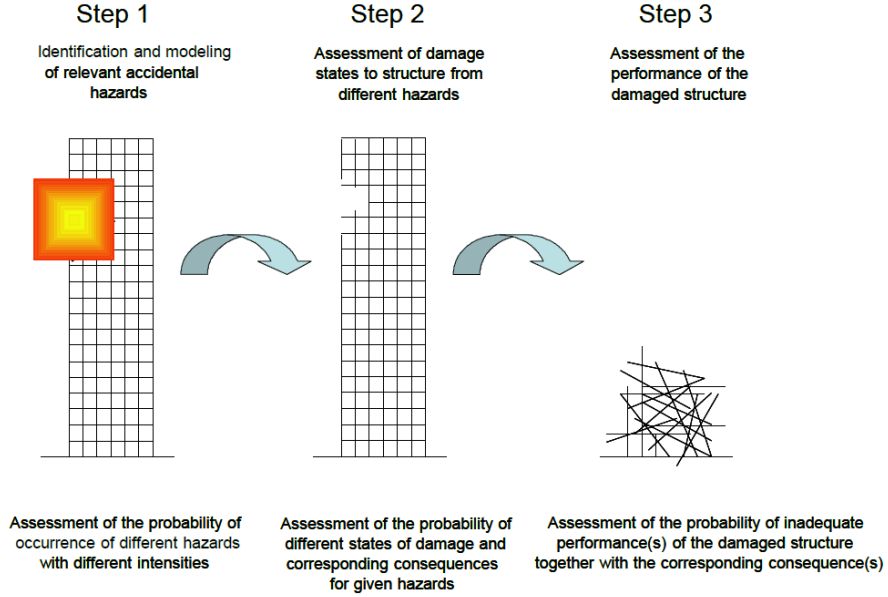 Step 1
Identification and modeling
of relevant accidental
hazards
Assessment of the probability of
occurrence of different hazards
with different intensities
Step 2
Assessment of damage
states to structure from
different hazards
Assessment of the probability of
different states of damage and
corresponding consequences
for given hazards
Step 3
Assessment of the
performance of the
damaged structure
Assessment of the probability of inadequate
performance(s) of the damaged structure
together with the corresponding consequence(s)